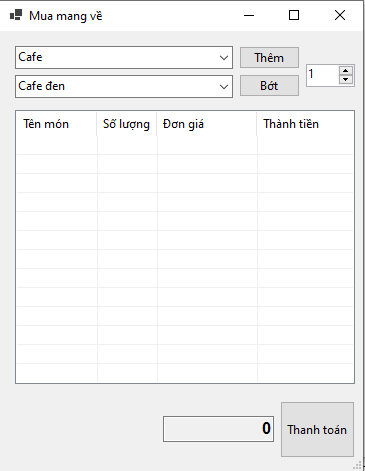 Mua mang về
Cafe
Thêm
1
Cafe đen
Bớt
Tên món Số lượng Đơn giá Thành tiền
0
Thanh toán